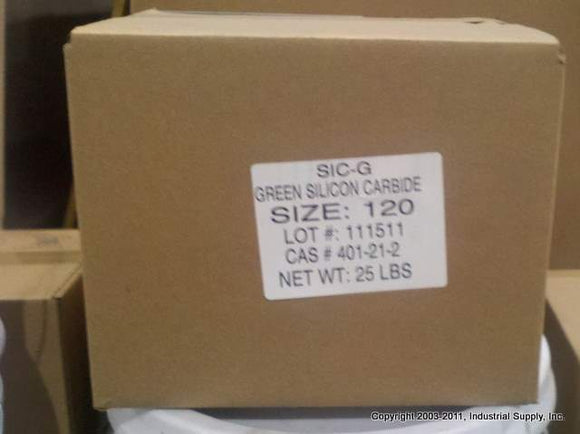 SIC-G
GREEN SILICON CARBIDE
SIZE: 120
LOT #: 111511
CAS # 401-21-2
NET WT: 25 LBS
Copyright 2003-2011, Industrial Supply, Inc.